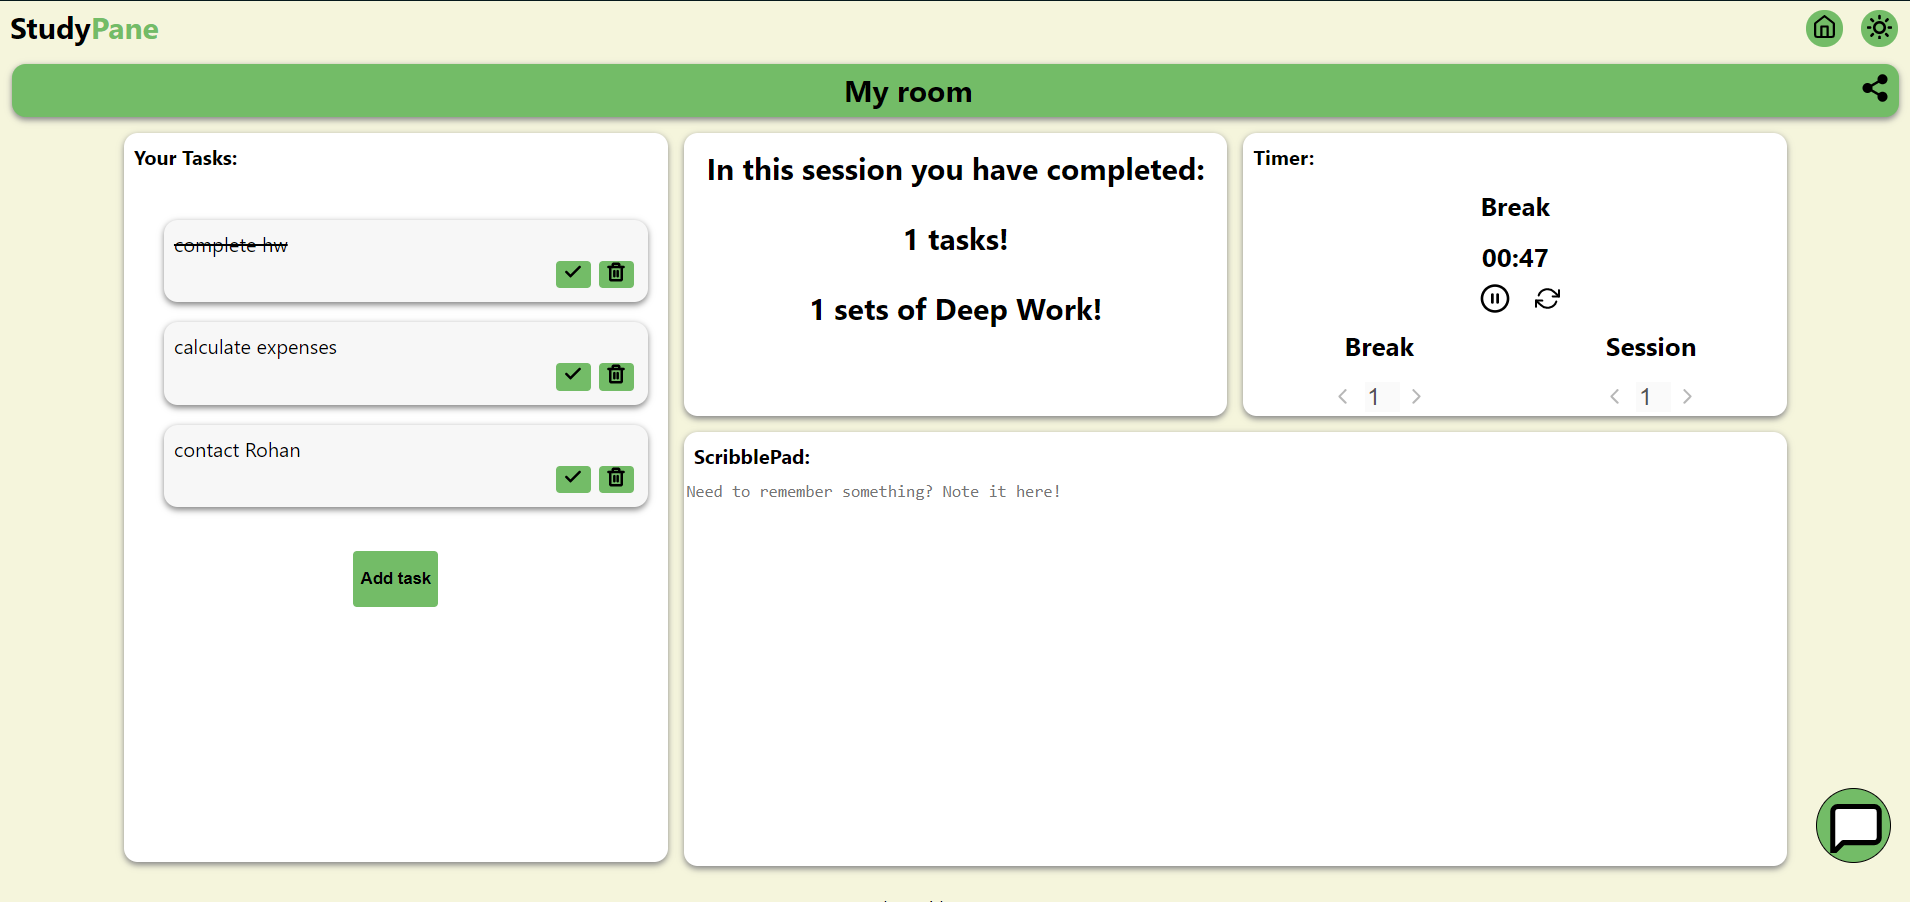 StudyPane
My room
Your Tasks:
complete hw
calculate expenses
contact Rohan
Add task
In this session you have completed:
1 tasks!
1 sets of Deep Work!
Timer:
Break
00:47
Break Session
1 1
ScribblePad:
Need to remember something? Note it here!